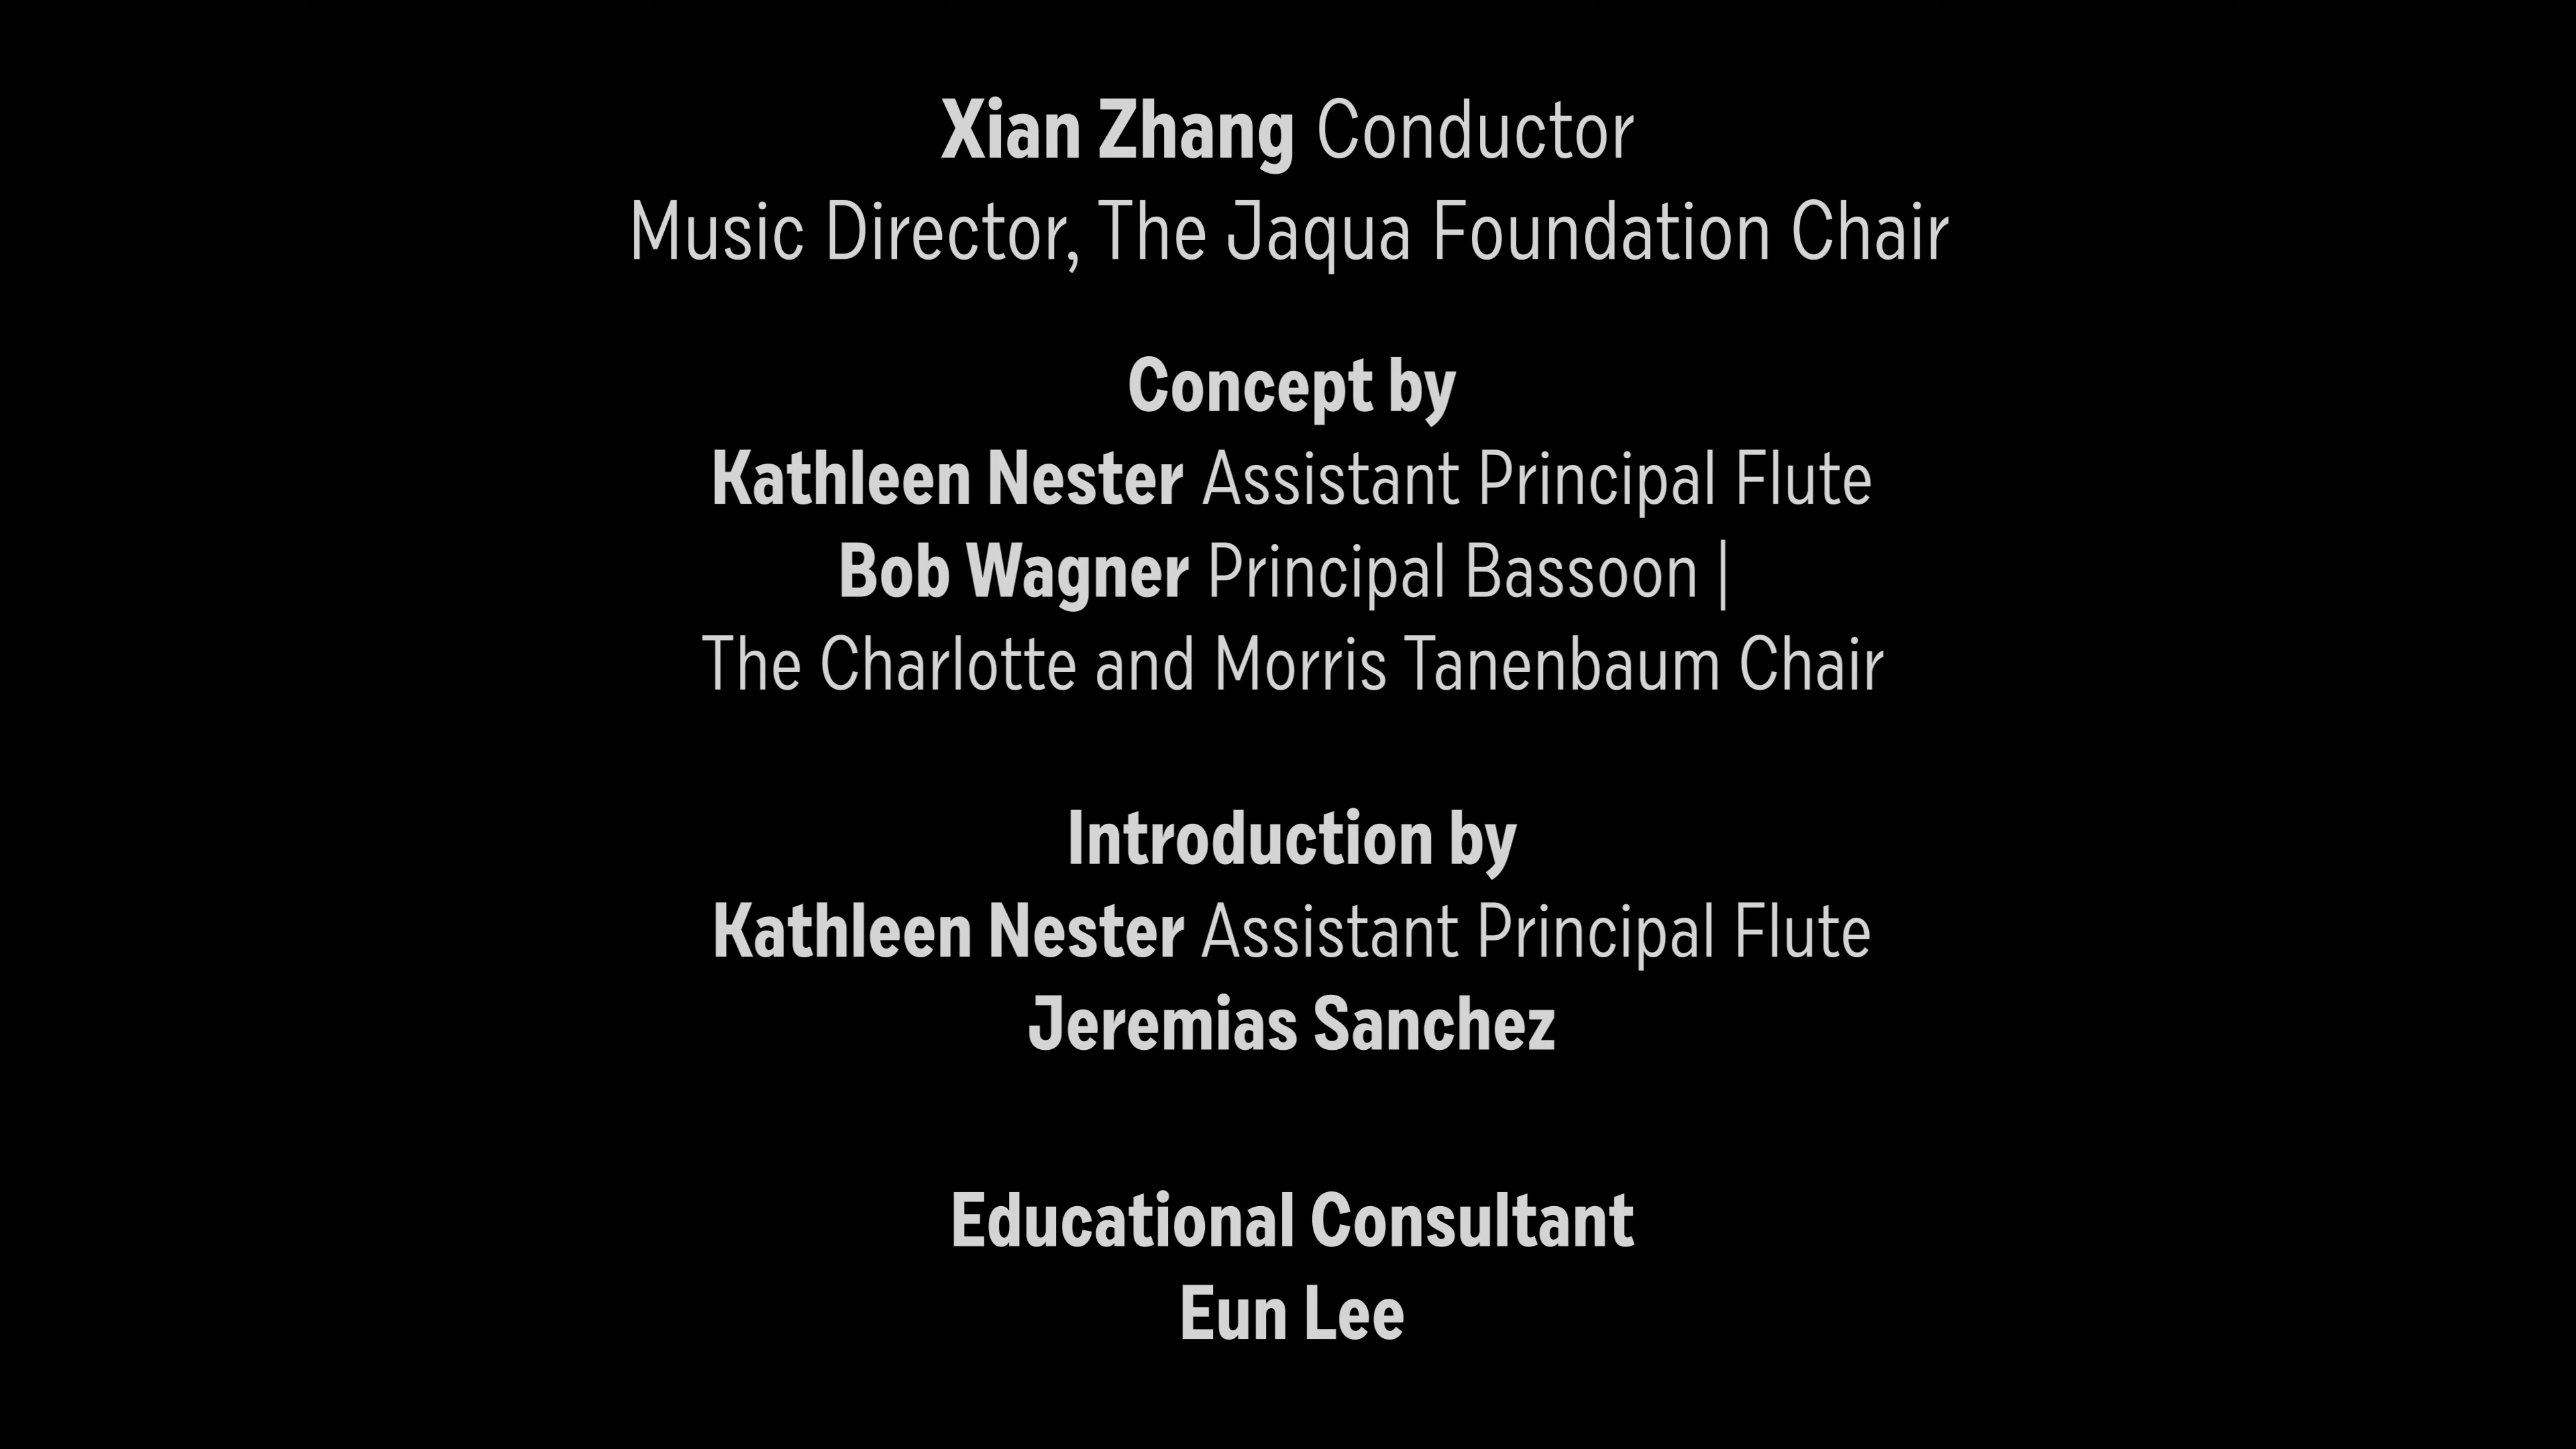 Xian Zhang Conductor
Music Director, The Jaqua Foundation Chair
Concept by
Kathleen Nester Assistant Principal Flute
Bob Wagner Principal Bassoon |
The Charlotte and Morris Tanenbaum Chair
Introduction by
Kathleen Nester Assistant Principal Flute
Jeremias Sanchez
Educational Consultant
Eun Lee